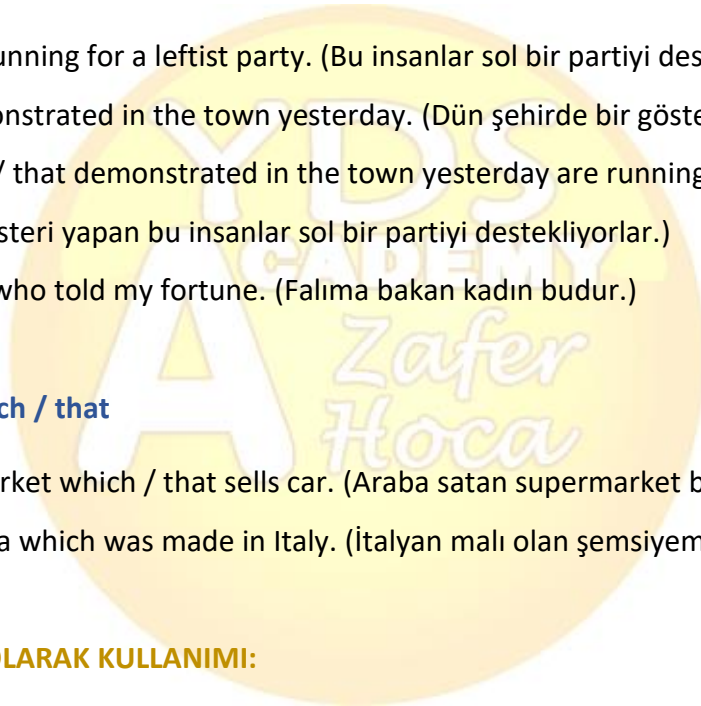 unning for a leftist party. (Bu insanlar sol bir partiyi des
onstrated in the town yesterday. (Dün şehirde bir göste
/ that demonstrated in the town yesterday are running
steri yapan bu insanlar sol bir partiyi destekliyorlar.)
who told my fortune. (Falıma bakan kadın budur.)
ch / that
rket which / that sells car. (Araba satan supermarket b
a which was made in Italy. (İtalyan malı olan şemsiyem
OLARAK KULLANIMI:
YDS
ACADEMY
Zafer
Hoca